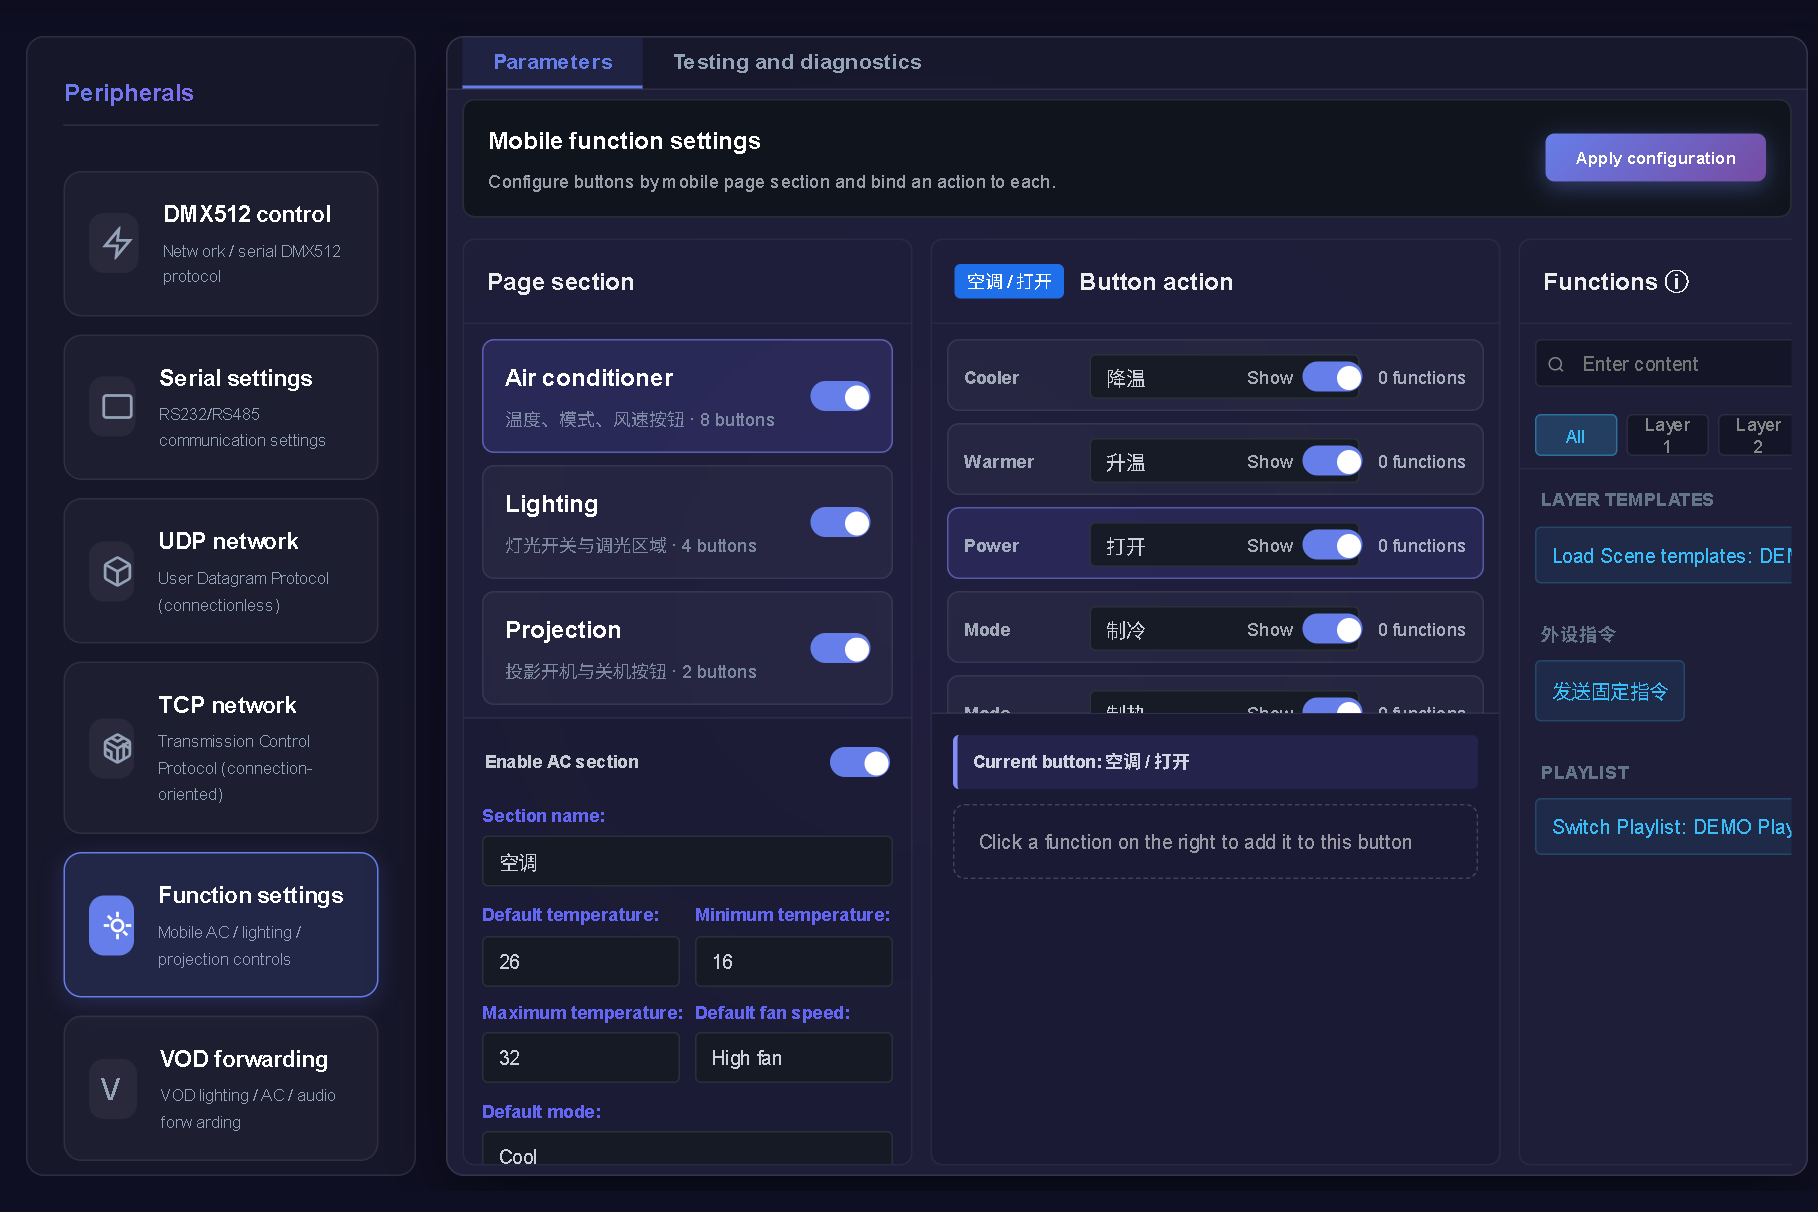 Peripherals
DMX512 control
Network / serial DMX512
protocol
Serial settings
RS232/RS485
communication settings
UDP network
User Datagram Protocol
(connectionless)
TCP network
Transmission Control
Protocol (connection-
oriented)
Function settings
Mobile AC / lighting /
projection controls
V
VOD forwarding
VOD lighting / AC / audio
forwarding
Parameters
Testing and diagnostics
Mobile function settings
Configure buttons by mobile page section and bind an action to each.
Apply configuration
Page section
Air conditioner
温度、模式、风速按钮 · 8 buttons
Lighting
灯光开关与调光区域 · 4 buttons
Projection
投影开机与关机按钮 · 2 buttons
Enable AC section
Section name:
空调
Default temperature:
Minimum temperature:
26
16
Maximum temperature:
Default fan speed:
32
High fan
Default mode:
Cool
空调 / 打开
Button action
Cooler
降温
Show
0 functions
Warmer
升温
Show
0 functions
Power
打开
Show
0 functions
Mode
制冷
Show
0 functions
Mode
制热
Show
0 functions
Current button: 空调 / 打开
Click a function on the right to add it to this button
Functions
Enter content
All
Layer
1
Layer
2
LAYER TEMPLATES
Load Scene templates: DEM
外设指令
发送固定指令
PLAYLIST
Switch Playlist: DEMO Play